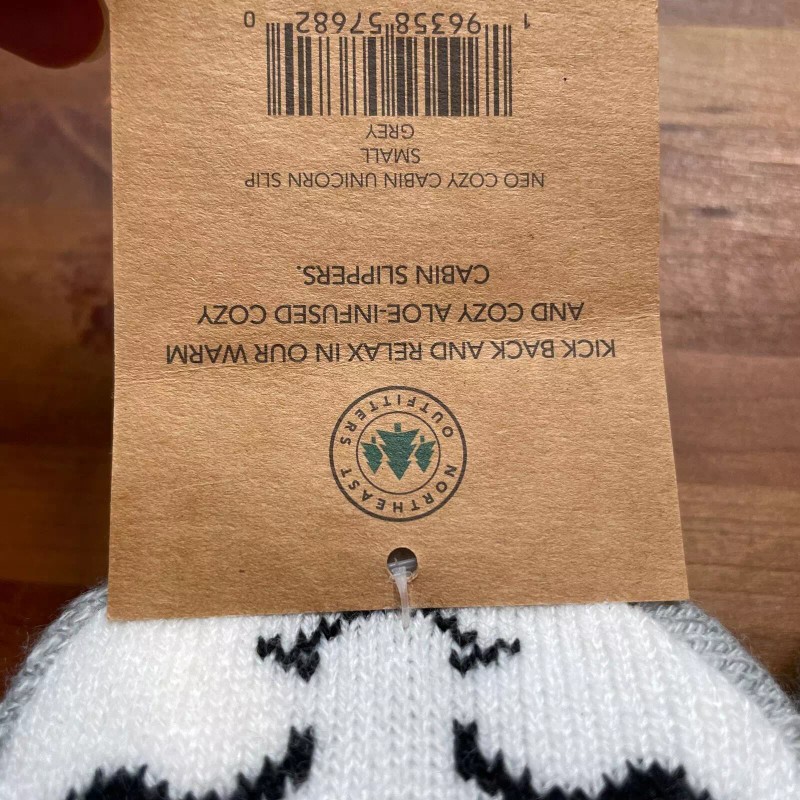 NORTHEAST
OUTFITTERS
KICK BACK AND RELAX IN OUR WARM
AND COZY ALOE-INFUSED COZY
CABIN SLIPPERS.
NEO COZY CABIN UNICORN SLIP
SMALL
GREY
1 96358 57682 0